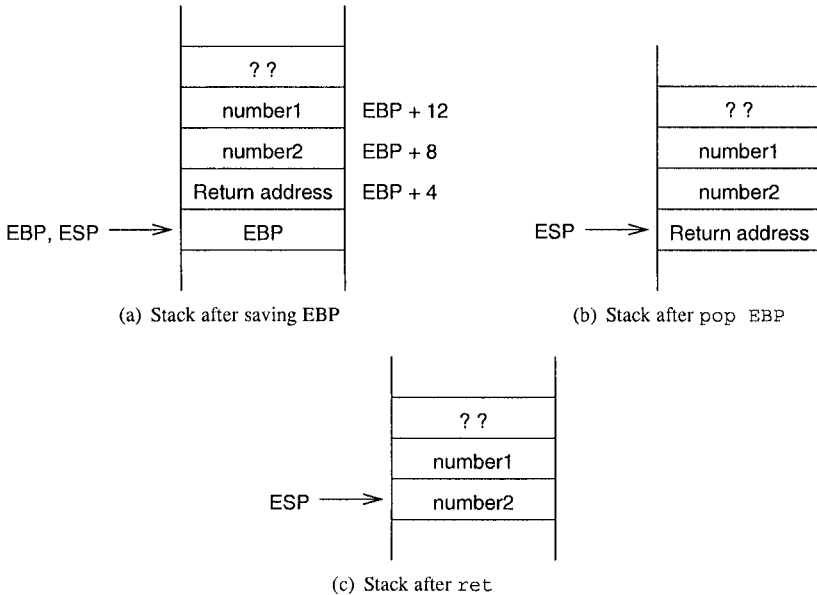 ? ?
number1 EBP + 12
number2 EBP + 8
Return address EBP + 4
EBP, ESP EBP
(a) Stack after saving EBP
? ?
number1
number2
ESP Return address
(b) Stack after pop EBP
? ?
number1
ESP number2
(c) Stack after ret